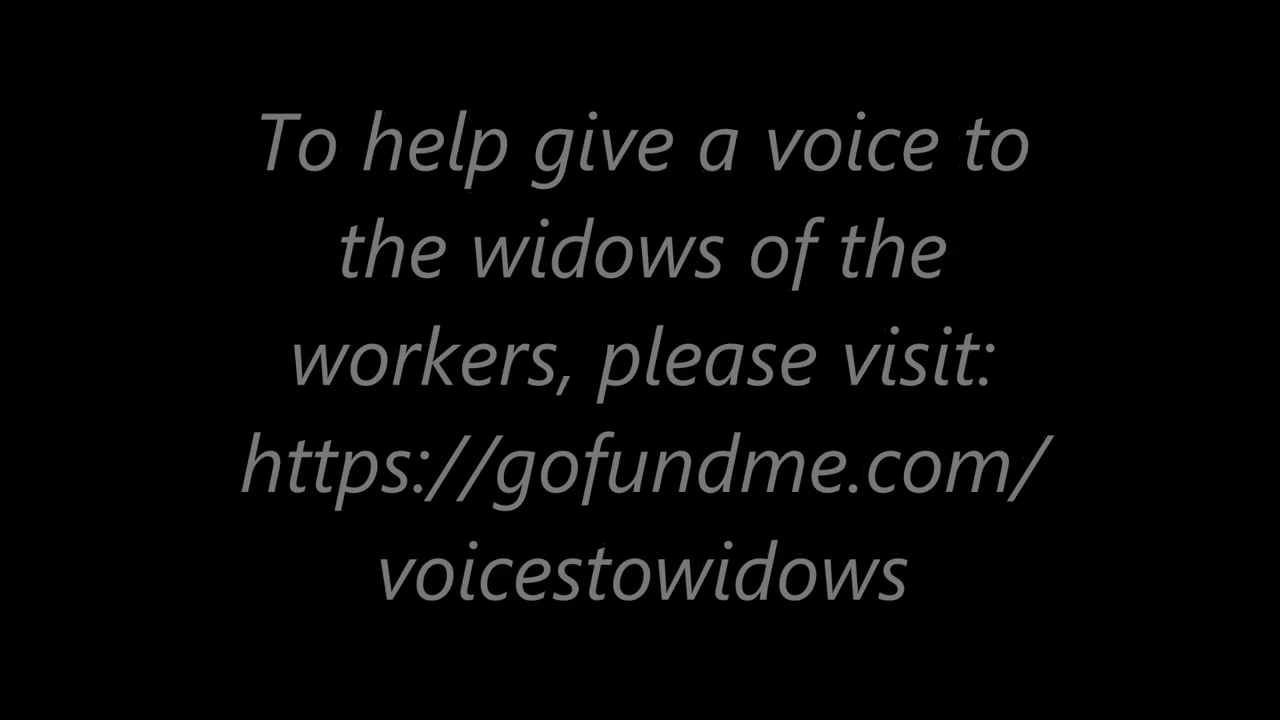 To help give a voice to
the widows of the
workers, please visit:
https://gofundme.com/
voicestowidows